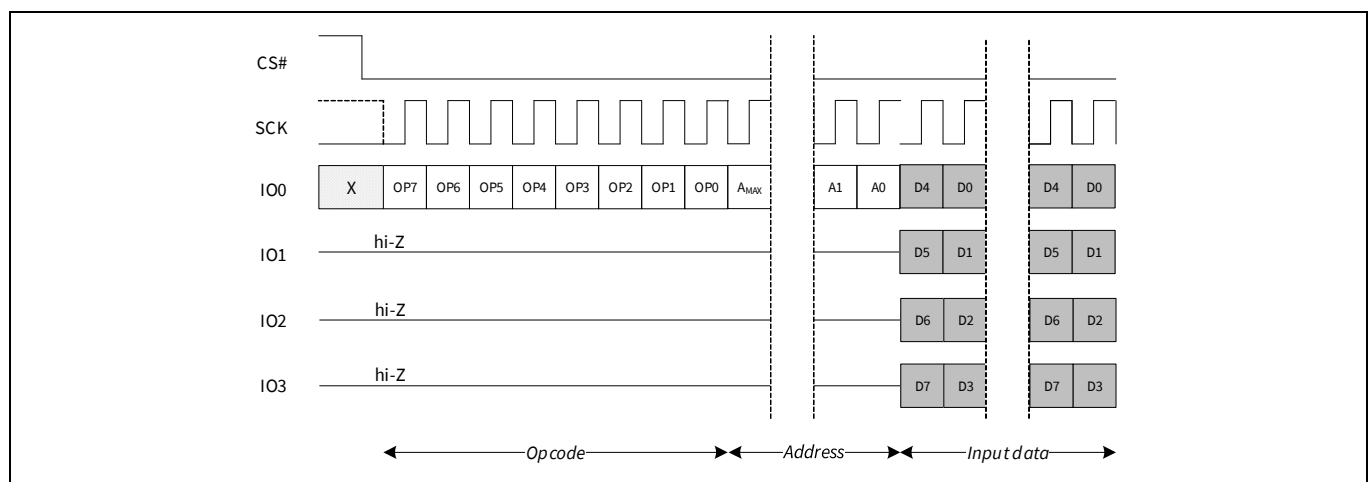 CS#
SCK
IO0 X OP7 OP6 OP5 OP4 OP3 OP2 OP1 OP0 AMAX A1 A0 D4 D0 D4 D0
hi-Z
IO1 D5 D1 D5 D1
hi-Z
IO2 D6 D2 D6 D2
hi-Z
IO3 D7 D3 D7 D3
Opcode Address Input data